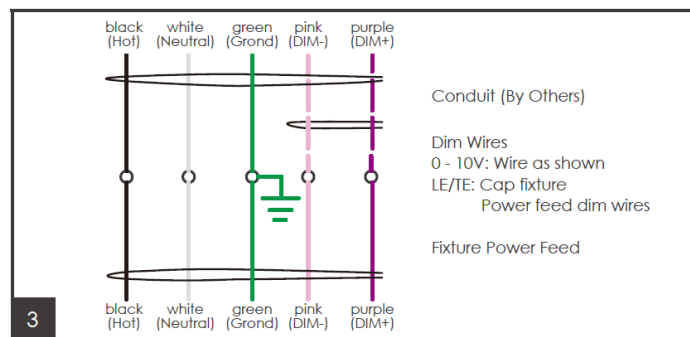 black white green pink purple
(Hot) (Neutral) (Grond) (DIM-) (DIM+)
Conduit (By Others)
Dim Wires
0 - 10V: Wire as shown
LE/TE: Cap fixture
Power feed dim wires
Fixture Power Feed
black white green pink purple
(Hot) (Neutral) (Grond) (DIM-) (DIM+)
3